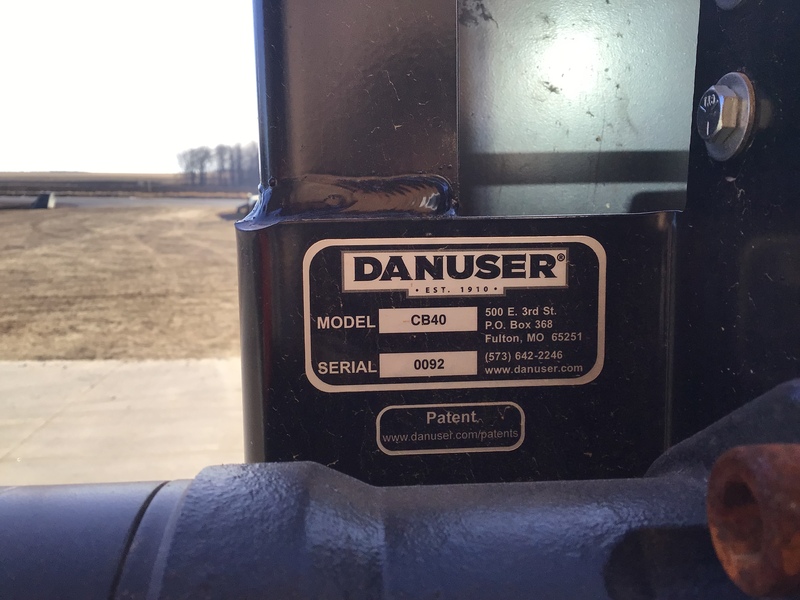 DANUSER®
• EST. 1910 •
MODEL CB40
SERIAL 0092
500 E. 3rd St.
P.O. Box 368
Fulton, MO 65251
(573) 642-2246
www.danuser.com
Patent.
www.danuser.com/patents